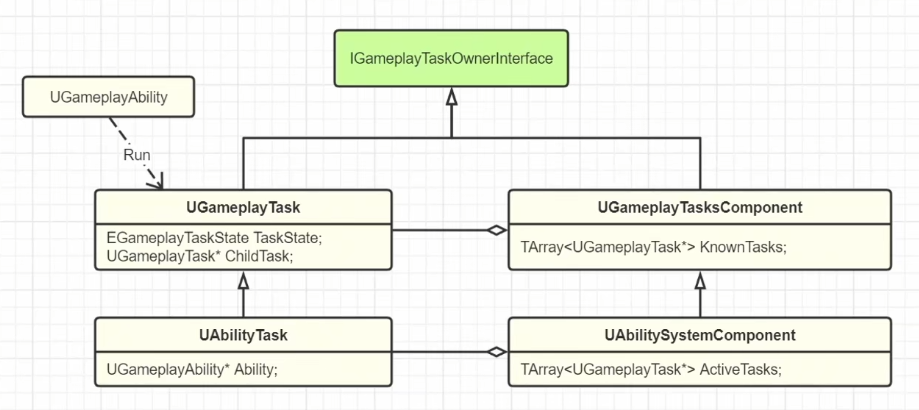 IGameplayTaskOwnerInterface
UGameplayAbility
Run
UGameplayTask
EGameplayTaskState TaskState;
UGameplayTask* ChildTask;
UGameplayTasksComponent
TArray<UGameplayTask*> KnownTasks;
UAbilityTask
UGameplayAbility* Ability;
UAbilitySystemComponent
TArray<UGameplayTask*> ActiveTasks;